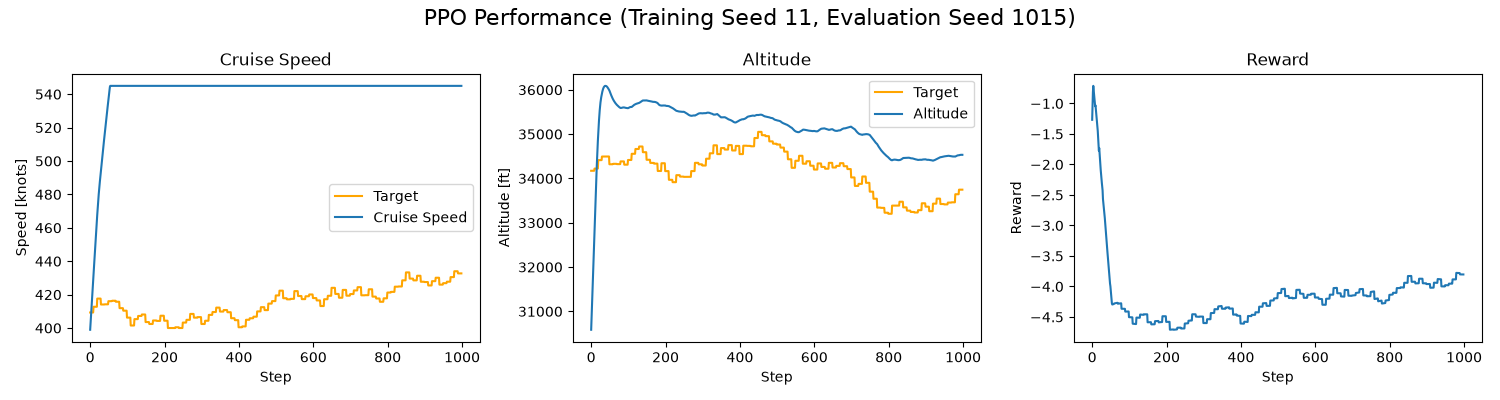 PPO Performance (Training Seed 11, Evaluation Seed 1015)
Cruise Speed
Speed [knots]
540
520
500
480
460
440
420
400
Target
Cruise Speed
0
200
400
600
800
1000
Step
Altitude
Altitude [ft]
36000
35000
34000
33000
32000
31000
Target
Altitude
0
200
400
600
800
1000
Step
Reward
Reward
−1.0
−1.5
−2.0
−2.5
−3.0
−3.5
−4.0
−4.5
0
200
400
600
800
1000
Step